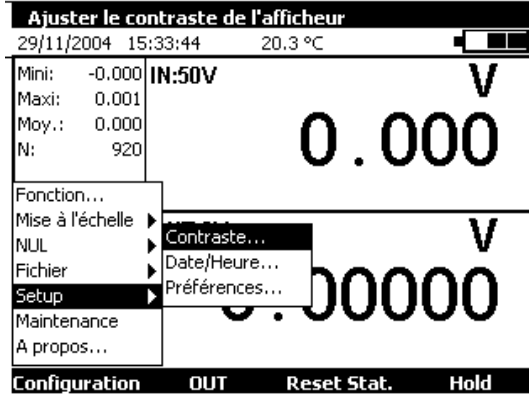 Ajuster le contraste de l'afficheur
29/11/2004 15:33:44 20.3 °C
Mini: -0.000 IN:50V V
Maxi: 0.001
Moy.: 0.000 0.000
N: 920
Fonction...
Mise à l'échelle
NUL Contraste... V
Fichier Date/Heure...
Setup Préférences... .00000
Maintenance
A propos...
Configuration OUT Reset Stat. Hold